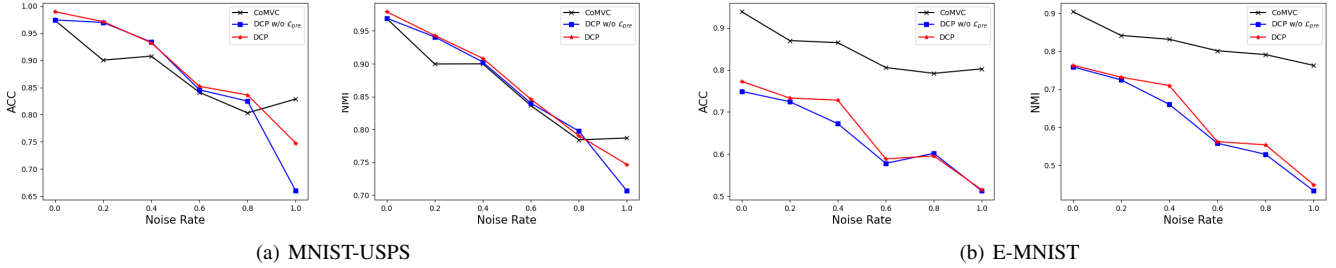 1.00
0.95
0.90
0.85
0.80
0.75
0.70
0.65
ACC
0.0 0.2 0.4 0.6 0.8 1.0
Noise Rate
CoMVC
DCP w/o ℒpre
DCP
0.95
0.90
0.85
0.80
0.75
0.70
NMI
0.0 0.2 0.4 0.6 0.8 1.0
Noise Rate
CoMVC
DCP w/o ℒpre
DCP
(a) MNIST-USPS
0.9
0.8
0.7
0.6
0.5
ACC
0.0 0.2 0.4 0.6 0.8 1.0
Noise Rate
CoMVC
DCP w/o ℒpre
DCP
0.9
0.8
0.7
0.6
0.5
NMI
0.0 0.2 0.4 0.6 0.8 1.0
Noise Rate
CoMVC
DCP w/o ℒpre
DCP
(b) E-MNIST